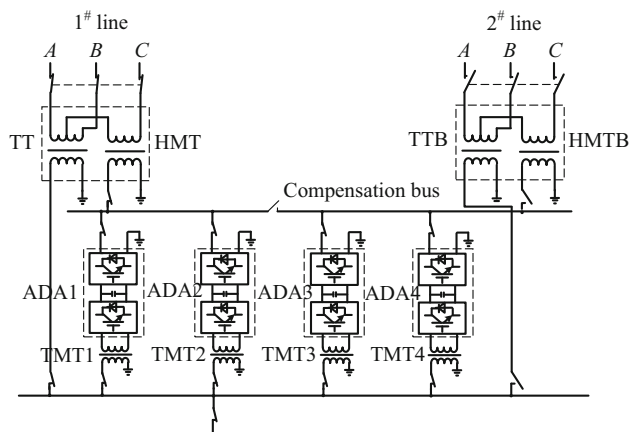 1# line
2# line
A B C
A B C
TT
HMT
TTB
HMTB
Compensation bus
ADA1
ADA2
ADA3
ADA4
TMT1
TMT2
TMT3
TMT4